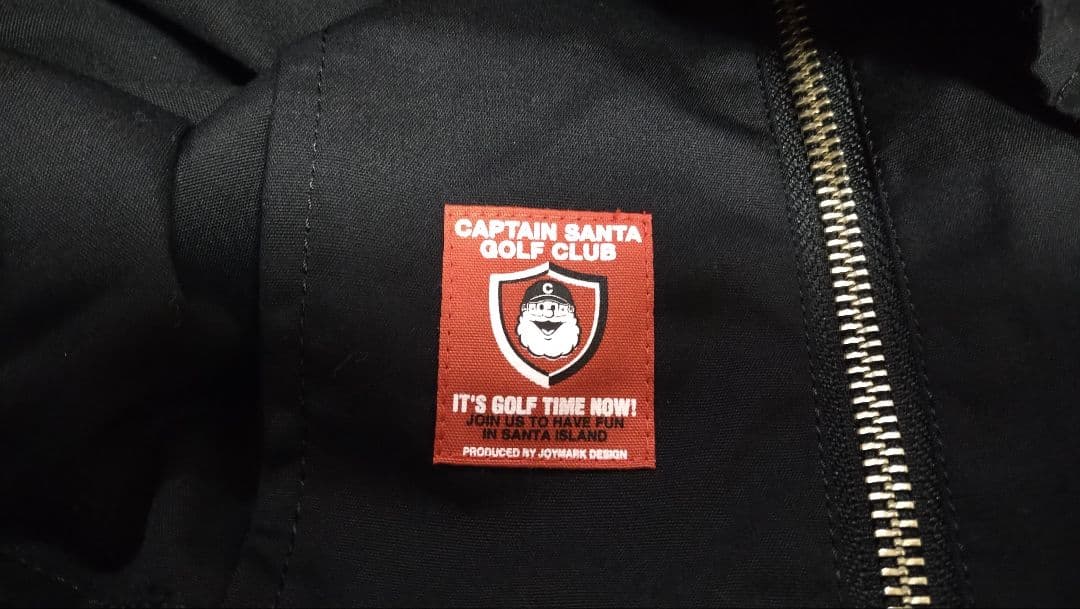 CAPTAIN SANTA
GOLF CLUB
C
IT'S GOLF TIME NOW!
JOIN US TO HAVE FUN
IN SANTA ISLAND
PRODUCED BY JOYMARK DESIGN